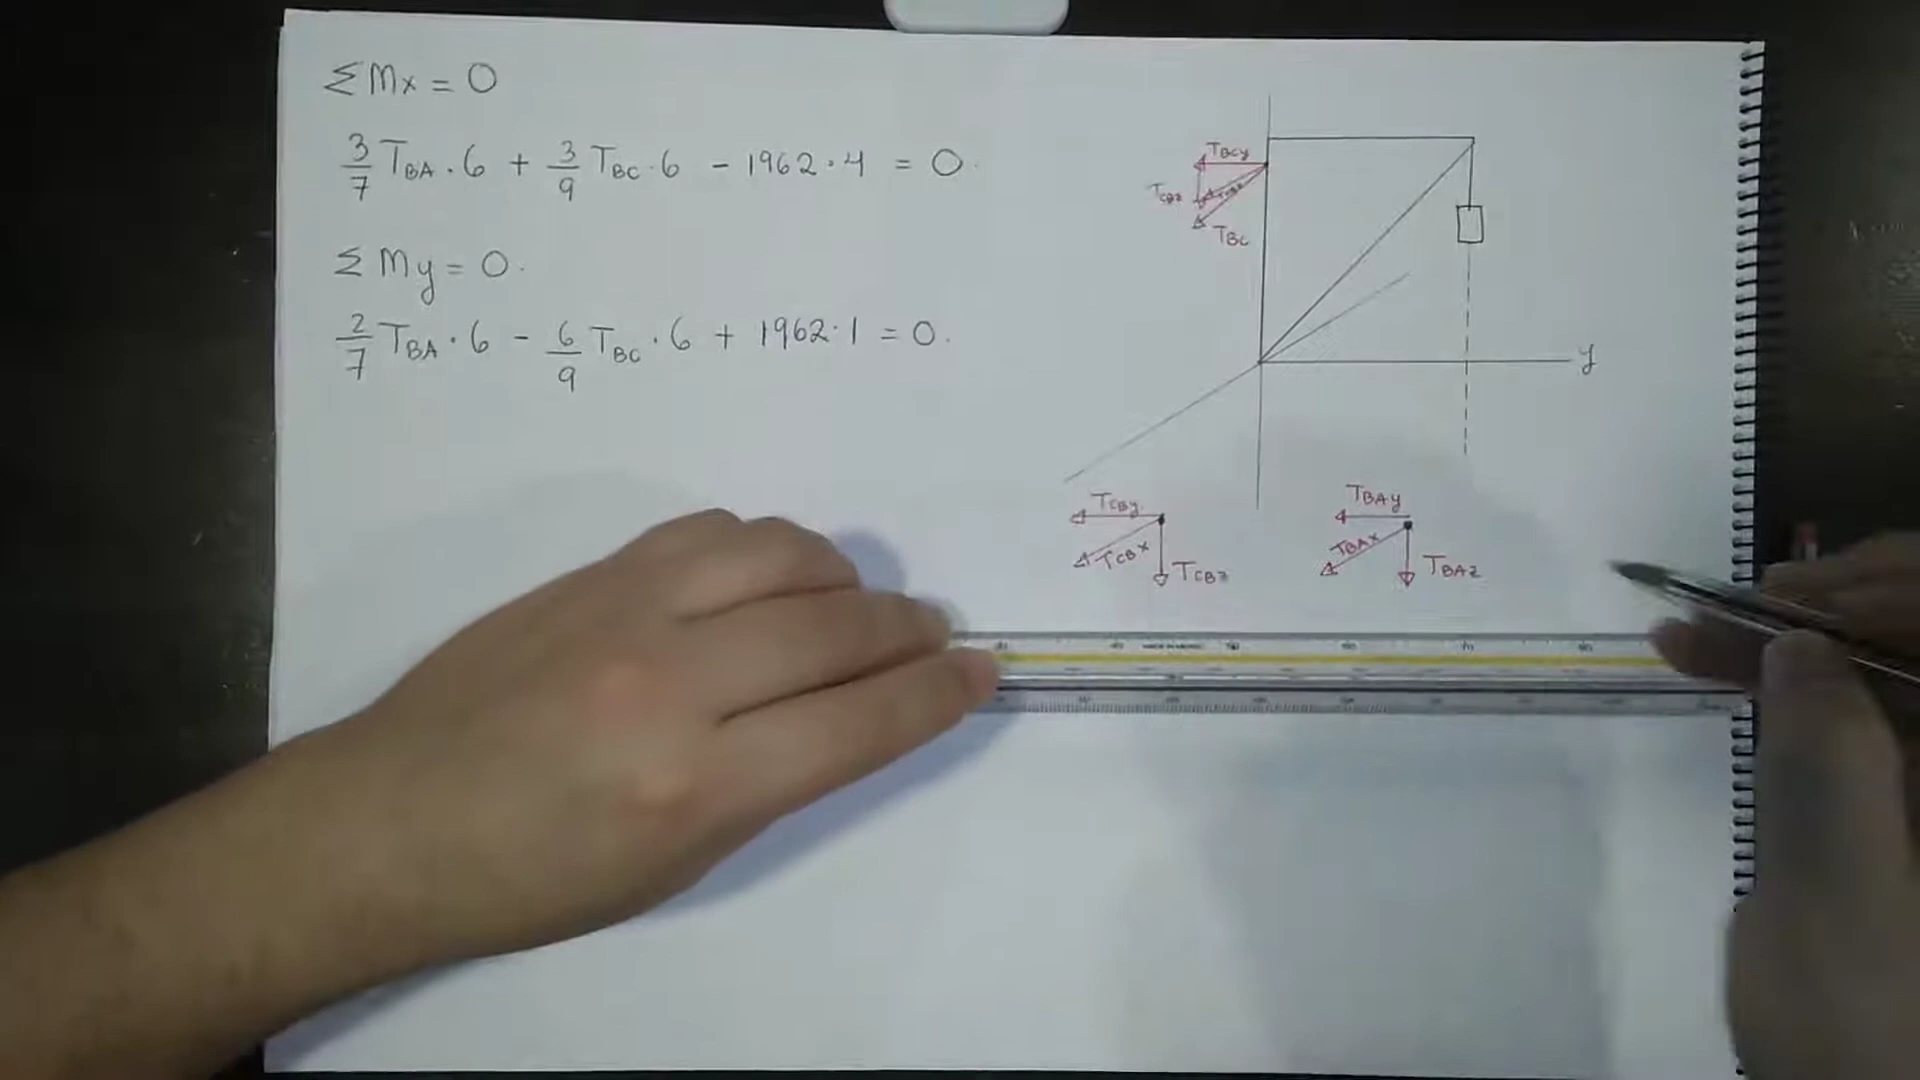 ΣMx = 0
3/7 TBA · 6 + 3/9 TBC · 6 - 1962 · 4 = 0
ΣMy = 0.
2/7 TBA · 6 - 6/9 TBC · 6 + 1962 · 1 = 0.
TBCy
TBC
y
TCBy
TCBx
TCBz
TBAy
TBAx
TBAz